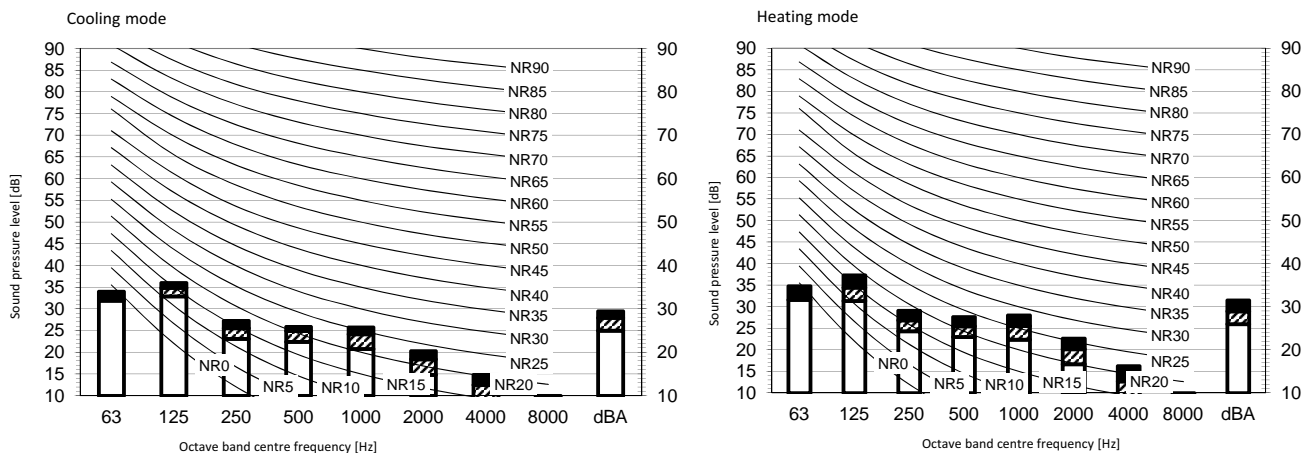 Cooling mode
90 90
85
80 80
75
70 70
65
60 60
55
50 50
45
40 40
35
30 30
25
20 20
15
10 10
Sound pressure level [dB]
NR90
NR85
NR80
NR75
NR70
NR65
NR60
NR55
NR50
NR45
NR40
NR35
NR30
NR25
NR0 NR5 NR10 NR15 NR20
63 125 250 500 1000 2000 4000 8000 dBA
Octave band centre frequency [Hz]
Heating mode
90 90
85
80 80
75
70 70
65
60 60
55
50 50
45
40 40
35
30 30
25
20 20
15
10 10
Sound pressure level [dB]
NR90
NR85
NR80
NR75
NR70
NR65
NR60
NR55
NR50
NR45
NR40
NR35
NR30
NR25
NR0 NR5 NR10 NR15 NR20
63 125 250 500 1000 2000 4000 8000 dBA
Octave band centre frequency [Hz]